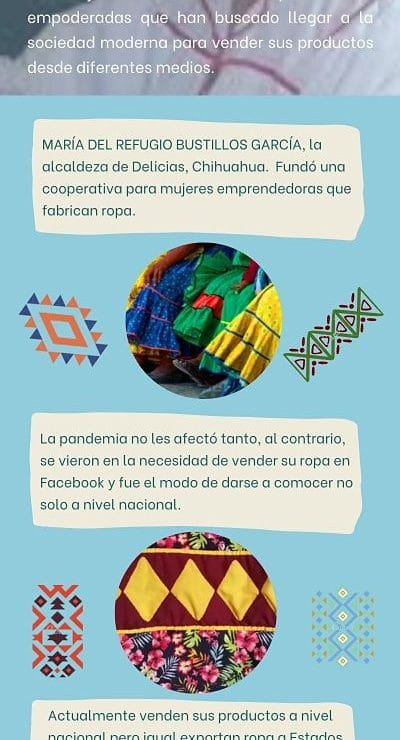 empoderadas que han buscado llegar a la
sociedad moderna para vender sus productos
desde diferentes medios.
MARÍA DEL REFUGIO BUSTILLOS GARCÍA, la
alcaldeza de Delicias, Chihuahua. Fundó una
cooperativa para mujeres emprendedoras que
fabrican ropa.
La pandemia no les afectó tanto, al contrario,
se vieron en la necesidad de vender su ropa en
Facebook y fue el modo de darse a comocer no
solo a nivel nacional.
Actualmente venden sus productos a nivel
nacional pero igual exportan ropa a Estados